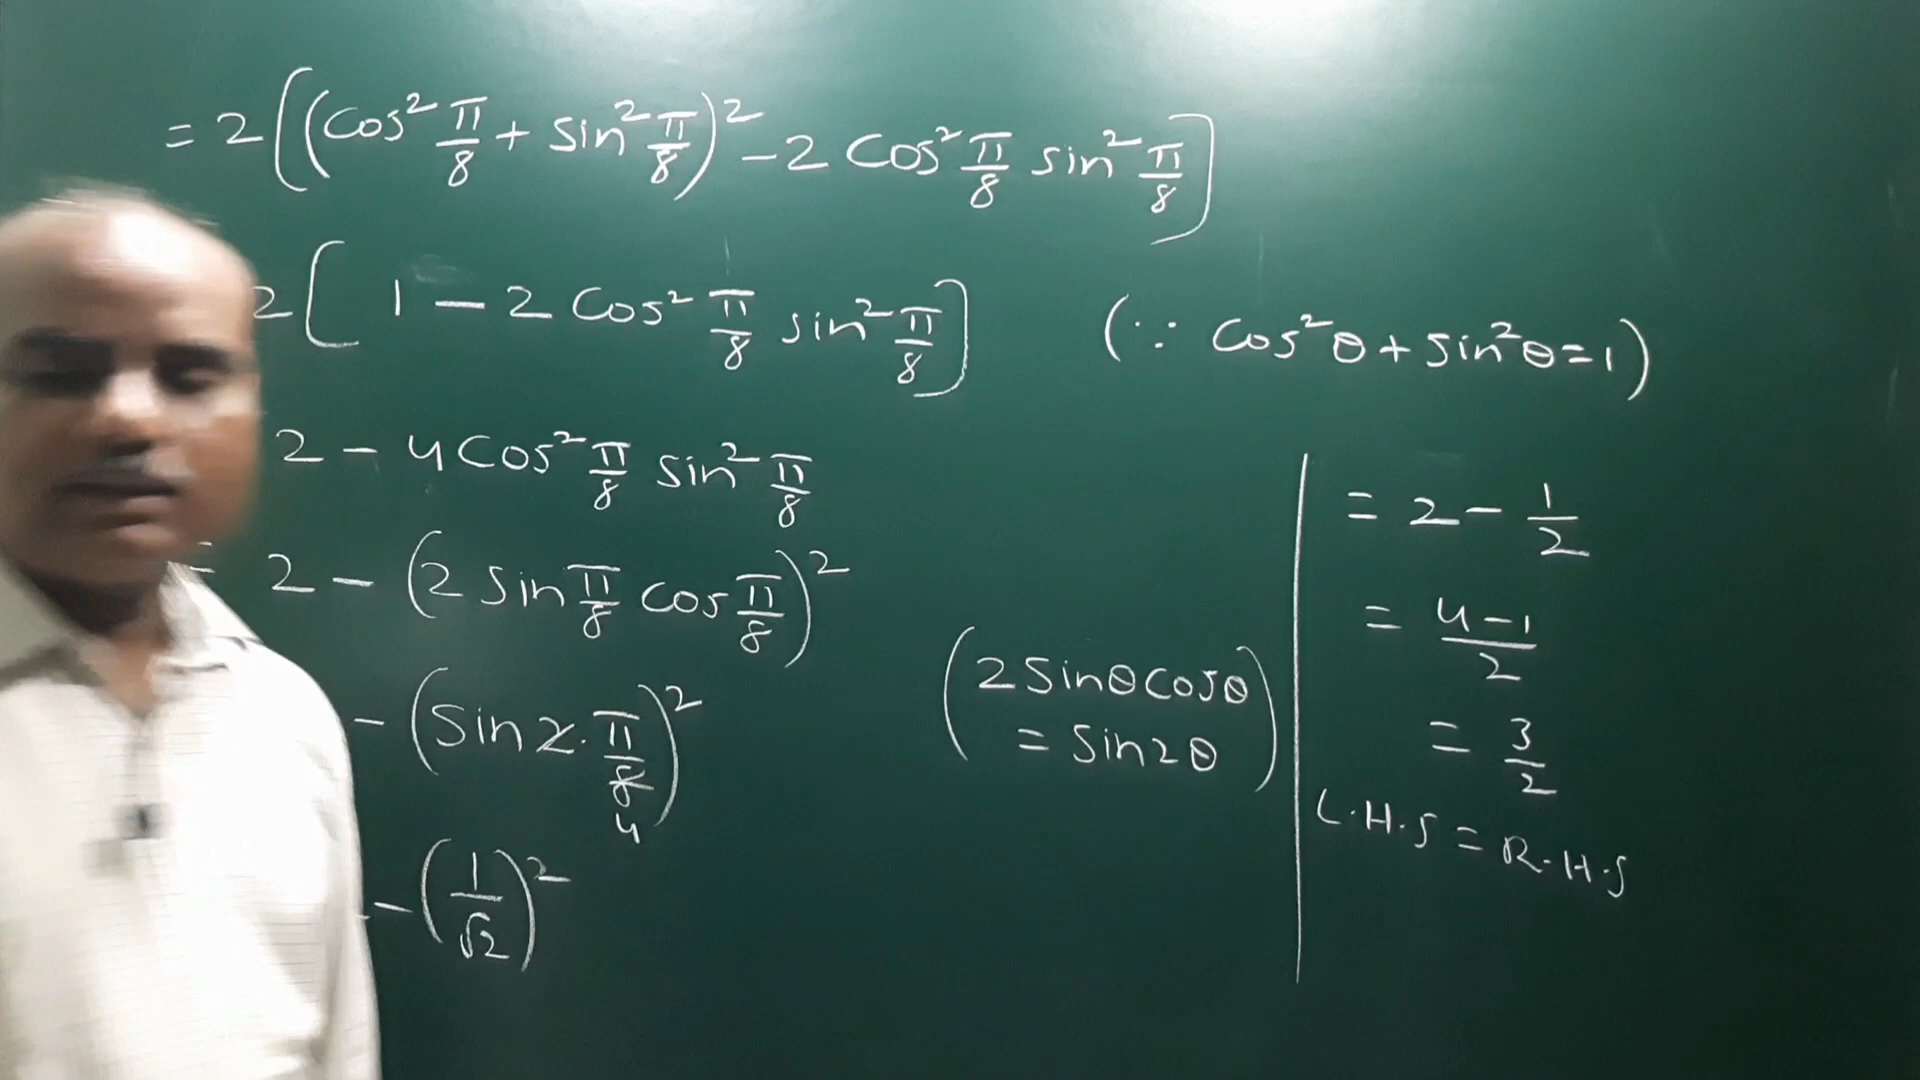 = 2[(cos² π/8 + sin² π/8)² - 2 cos² π/8 sin² π/8]
2[ 1 - 2 cos² π/8 sin² π/8 ] (∵ cos²θ + sin²θ = 1)
2 - 4 cos² π/8 sin² π/8
= 2 - (2 sin π/8 cos π/8)²
- (sin 2 · π/8 4)²
(2 sinθ cosθ
= sin2θ)
- (1/√2)²
= 2 - 1/2
= 4-1/2
= 3/2
L.H.S = R.H.S